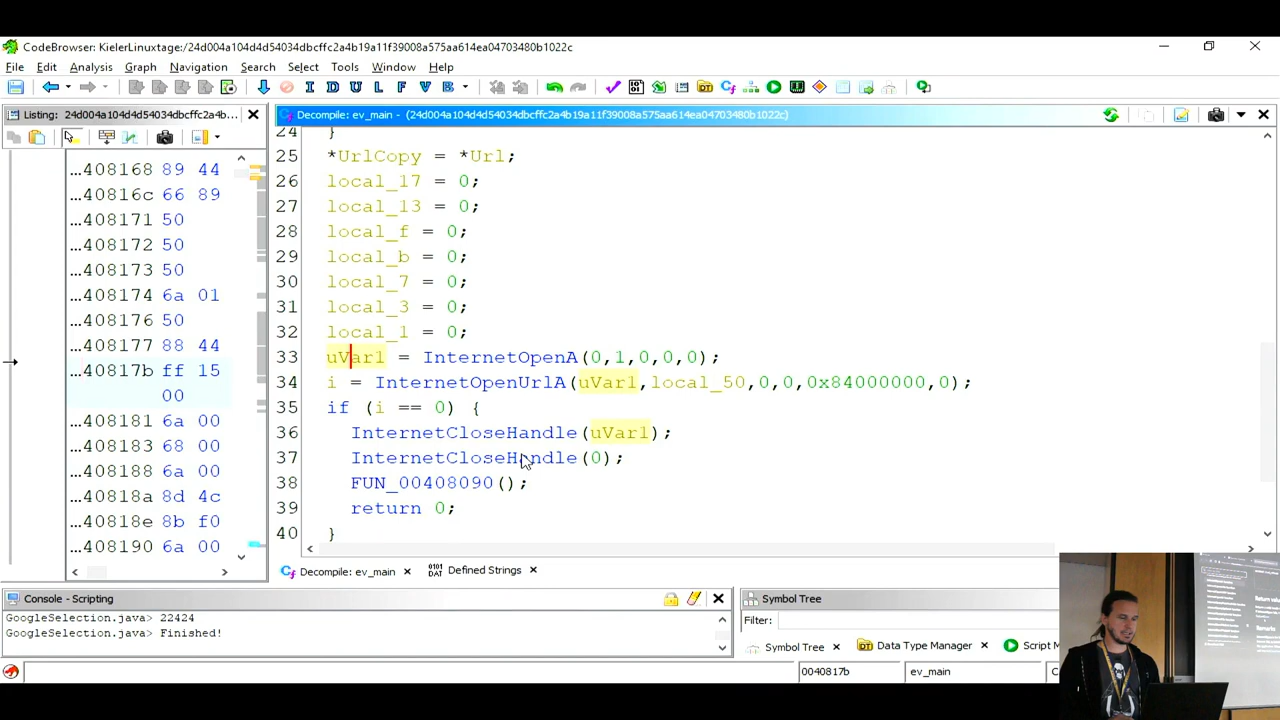 CodeBrowser: KielerLinuxtage:/24d004a104d4d54034dbcffc2a4b19a11f39008a575aa614ea04703480b1022c
File Edit Analysis Graph Navigation Search Select Tools Window Help
I D U L F V B
Listing: 24d004a104d4d54034dbcffc2a4b19a...
Decompile: ev_main - (24d004a104d4d54034dbcffc2a4b19a11f39008a575aa614ea04703480b1022c)
...408168 89 44
...40816c 66 89
...408171 50
...408172 50
...408173 50
...408174 6a 01
...408176 50
...408177 88 44
...40817b ff 15
00
...408181 6a 00
...408183 68 00
...408188 6a 00
...40818a 8d 4c
...40818e 8b f0
...408190 6a 00
24 }
25 *UrlCopy = *Url;
26 local_17 = 0;
27 local_13 = 0;
28 local_f = 0;
29 local_b = 0;
30 local_7 = 0;
31 local_3 = 0;
32 local_1 = 0;
33 uVar1 = InternetOpenA(0,1,0,0,0);
34 i = InternetOpenUrlA(uVar1,local_50,0,0,0x84000000,0);
35 if (i == 0) {
36 InternetCloseHandle(uVar1);
37 InternetCloseHandle(0);
38 FUN_00408090();
39 return 0;
40 }
Decompile: ev_main Defined Strings
Console - Scripting
GoogleSelection.java> 22424
GoogleSelection.java> Finished!
Symbol Tree
Filter:
Symbol Tree Data Type Manager Script M
0040817b ev_main